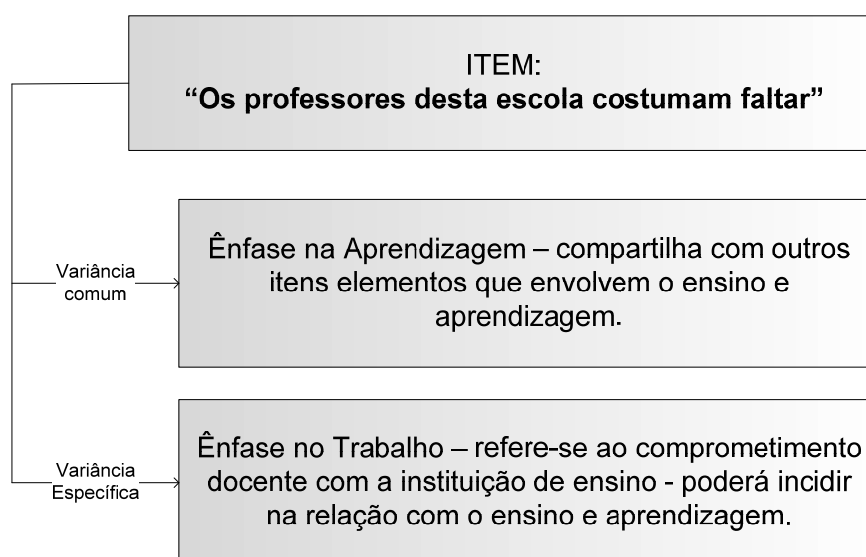 ITEM:
“Os professores desta escola costumam faltar”
Variância
comum
Ênfase na Aprendizagem – compartilha com outros
itens elementos que envolvem o ensino e
aprendizagem.
Variância
Específica
Ênfase no Trabalho – refere-se ao comprometimento
docente com a instituição de ensino - poderá incidir
na relação com o ensino e aprendizagem.